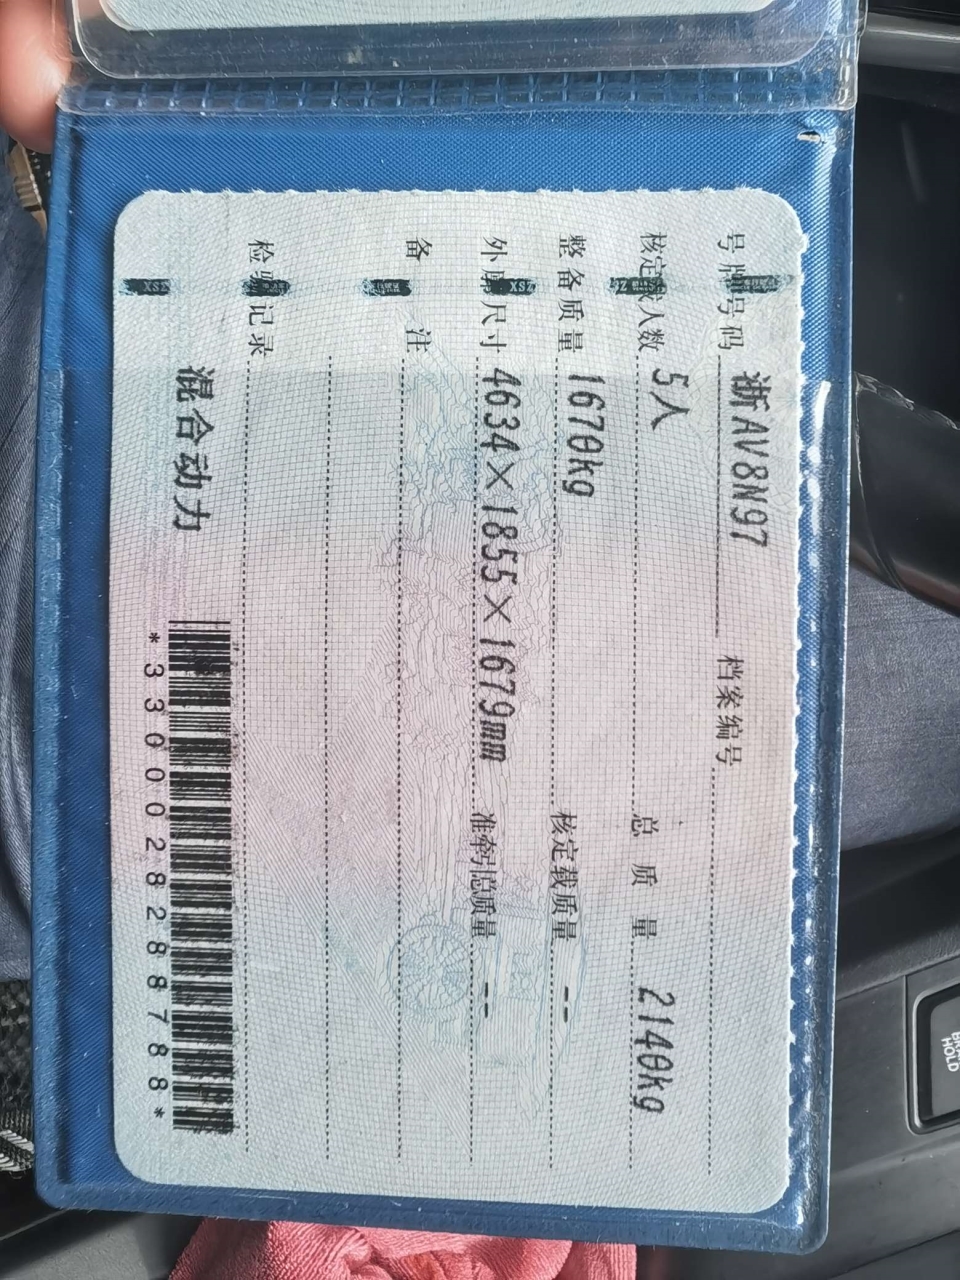 号牌号码 浙AV8N97 档案编号
核定载人数 5人 总质量 2140kg
整备质量 1670kg 核定载质量 --
外廓尺寸 4634×1855×1679mm 准牵引总质量 --
备注
检验记录
混合动力
*3300028288788*
HOLD